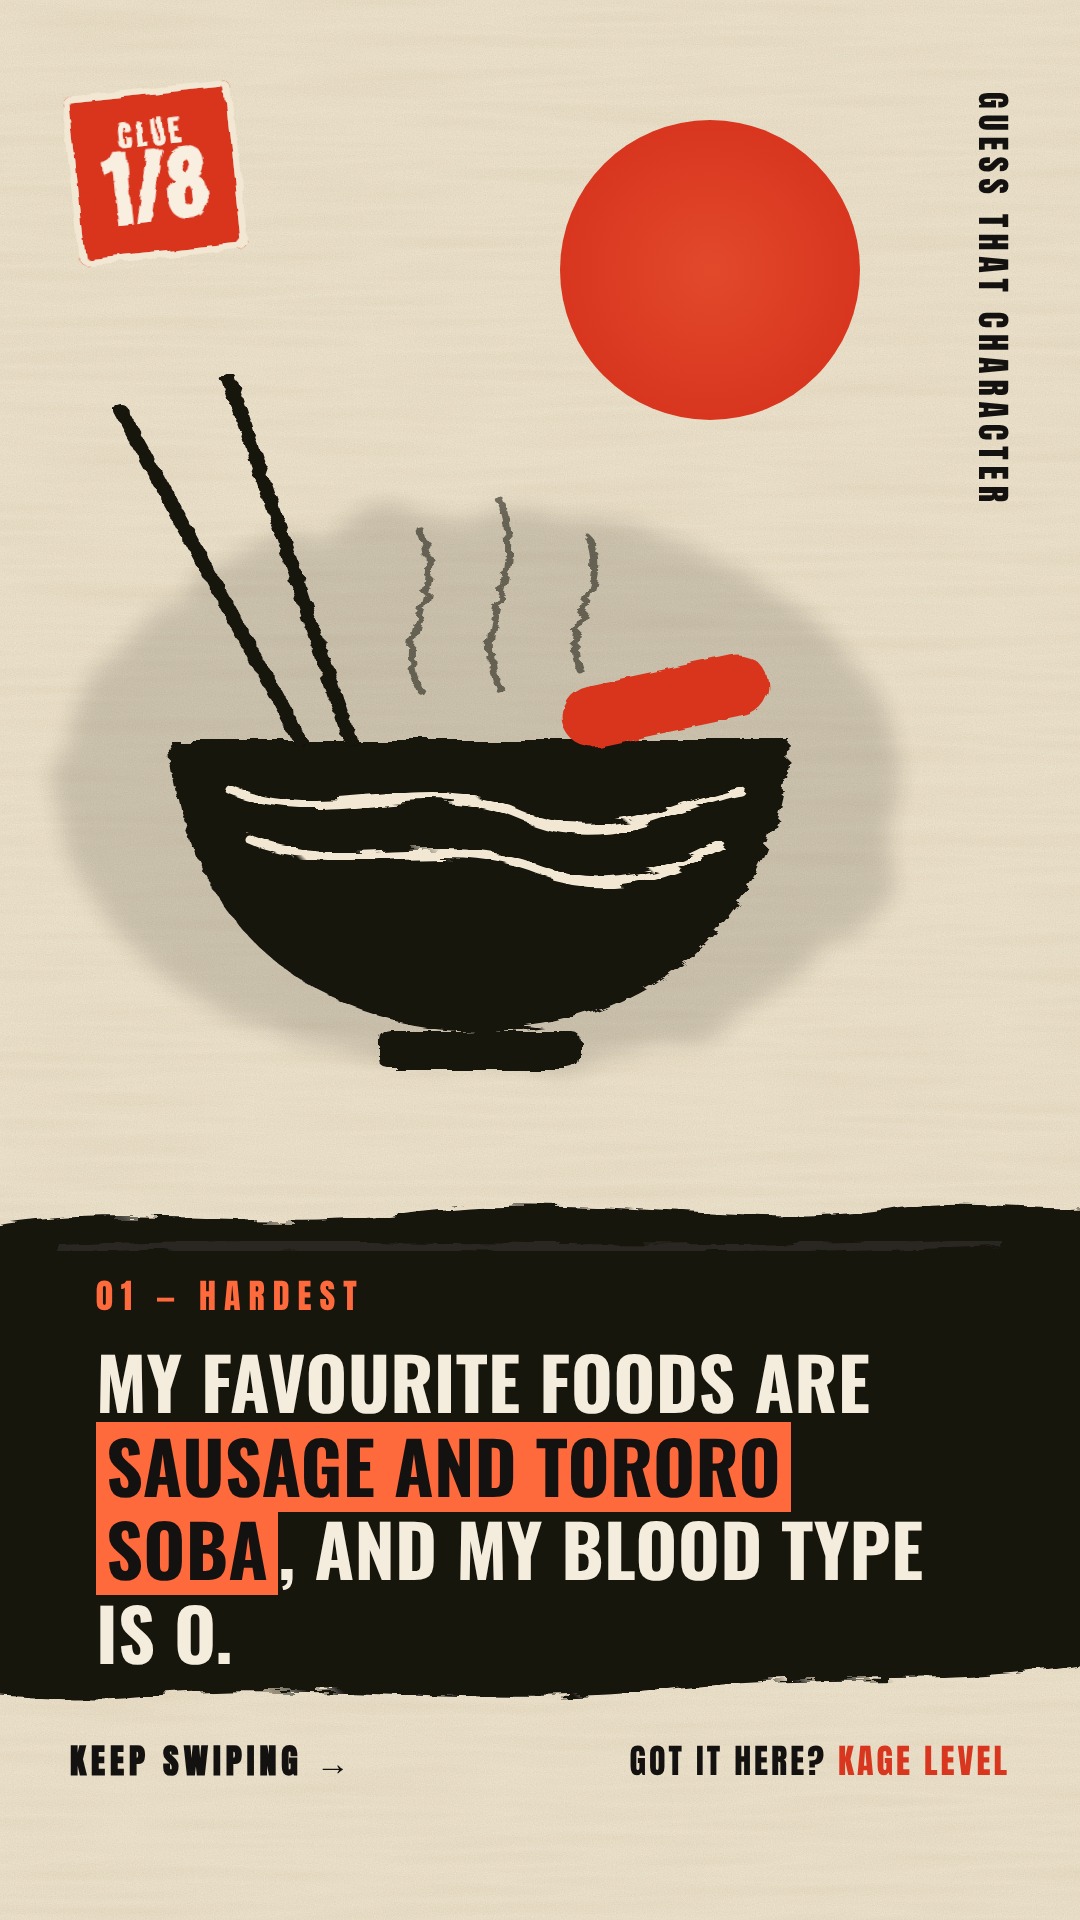 CLUE
1/8
GUESS THAT CHARACTER
01 – HARDEST
MY FAVOURITE FOODS ARE
SAUSAGE AND TORORO
SOBA, AND MY BLOOD TYPE
IS O.
KEEP SWIPING →
GOT IT HERE? KAGE LEVEL